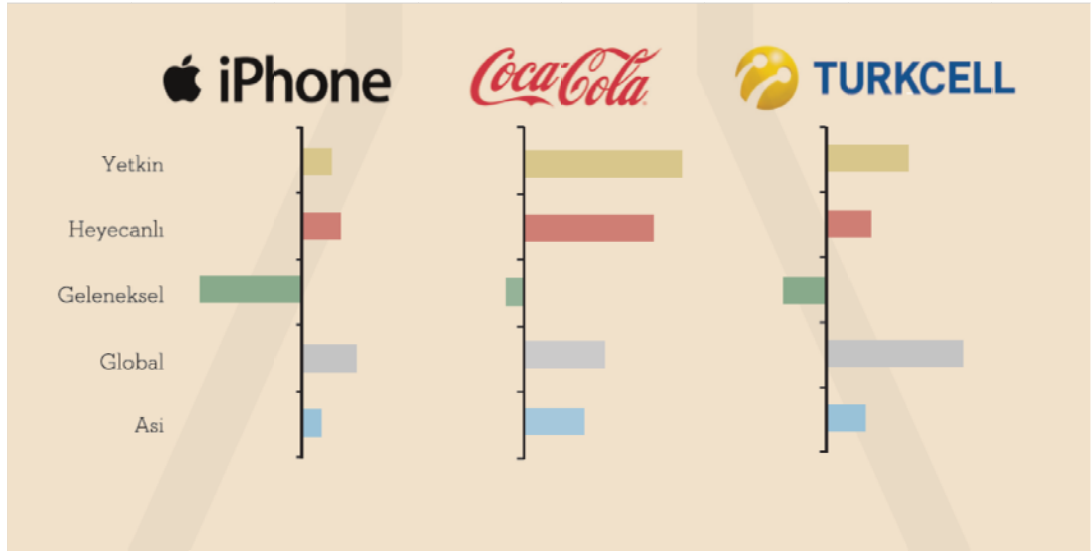 iPhone
Coca-Cola
TURKCELL
Yetkin
Heyecanlı
Geleneksel
Global
Asi